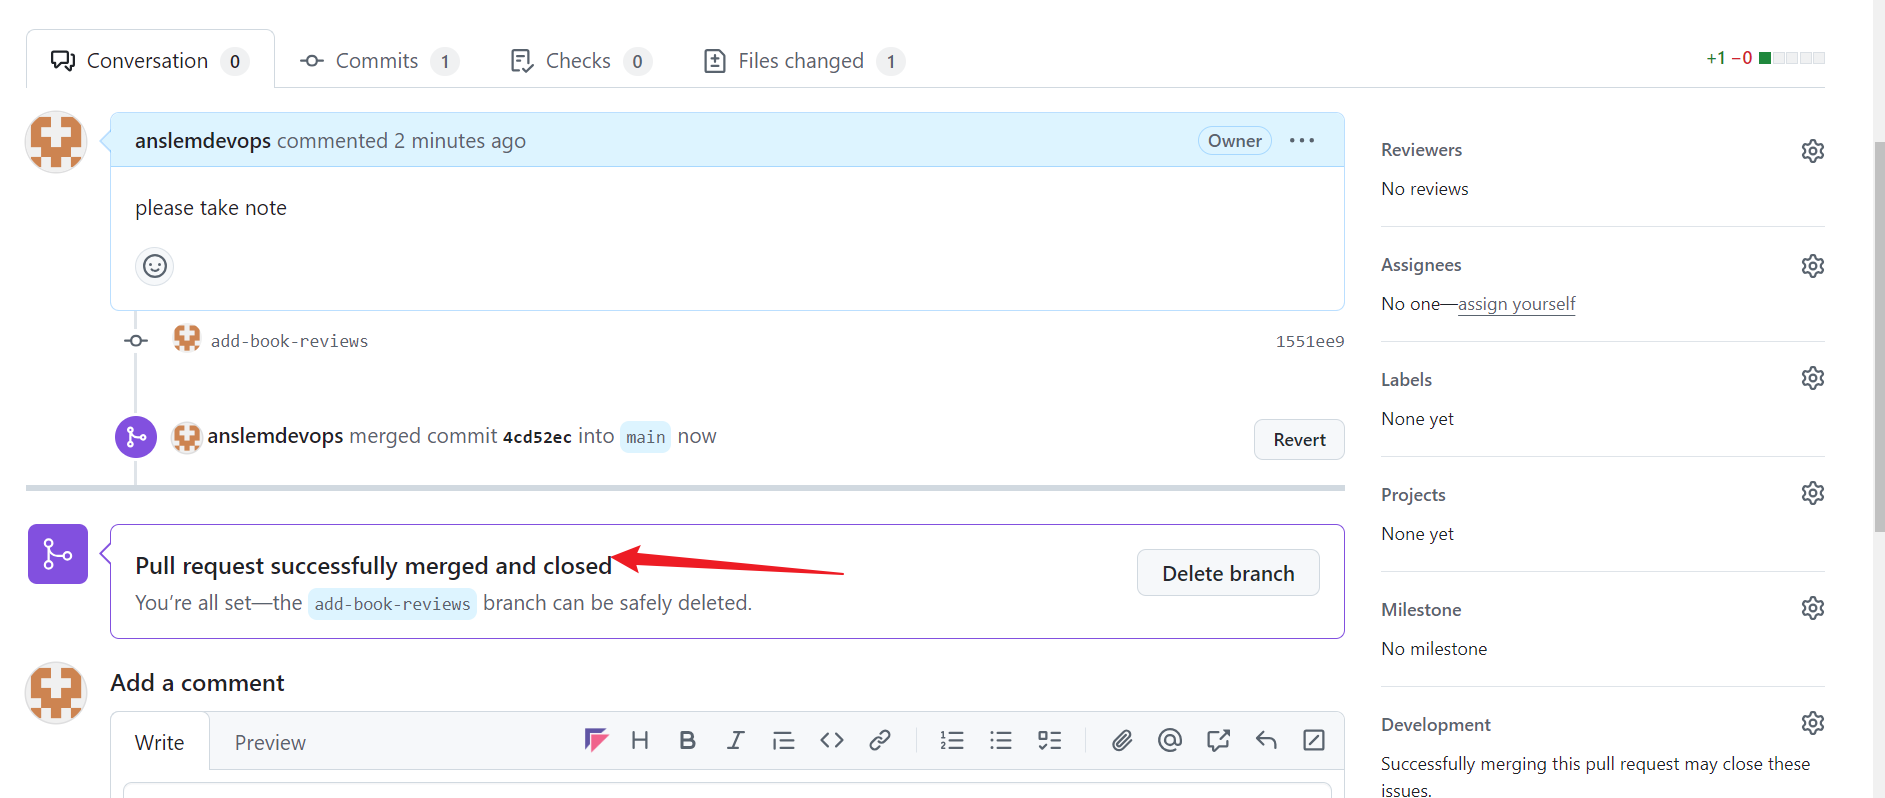 Conversation 0 Commits 1 Checks 0 Files changed 1 +1 −0
anslemdevops commented 2 minutes ago Owner
please take note
add-book-reviews 1551ee9
anslemdevops merged commit 4cd52ec into main now Revert
Pull request successfully merged and closed
You're all set—the add-book-reviews branch can be safely deleted.
Delete branch
Add a comment
Write Preview
Reviewers
No reviews
Assignees
No one—assign yourself
Labels
None yet
Projects
None yet
Milestone
No milestone
Development
Successfully merging this pull request may close these
issues.